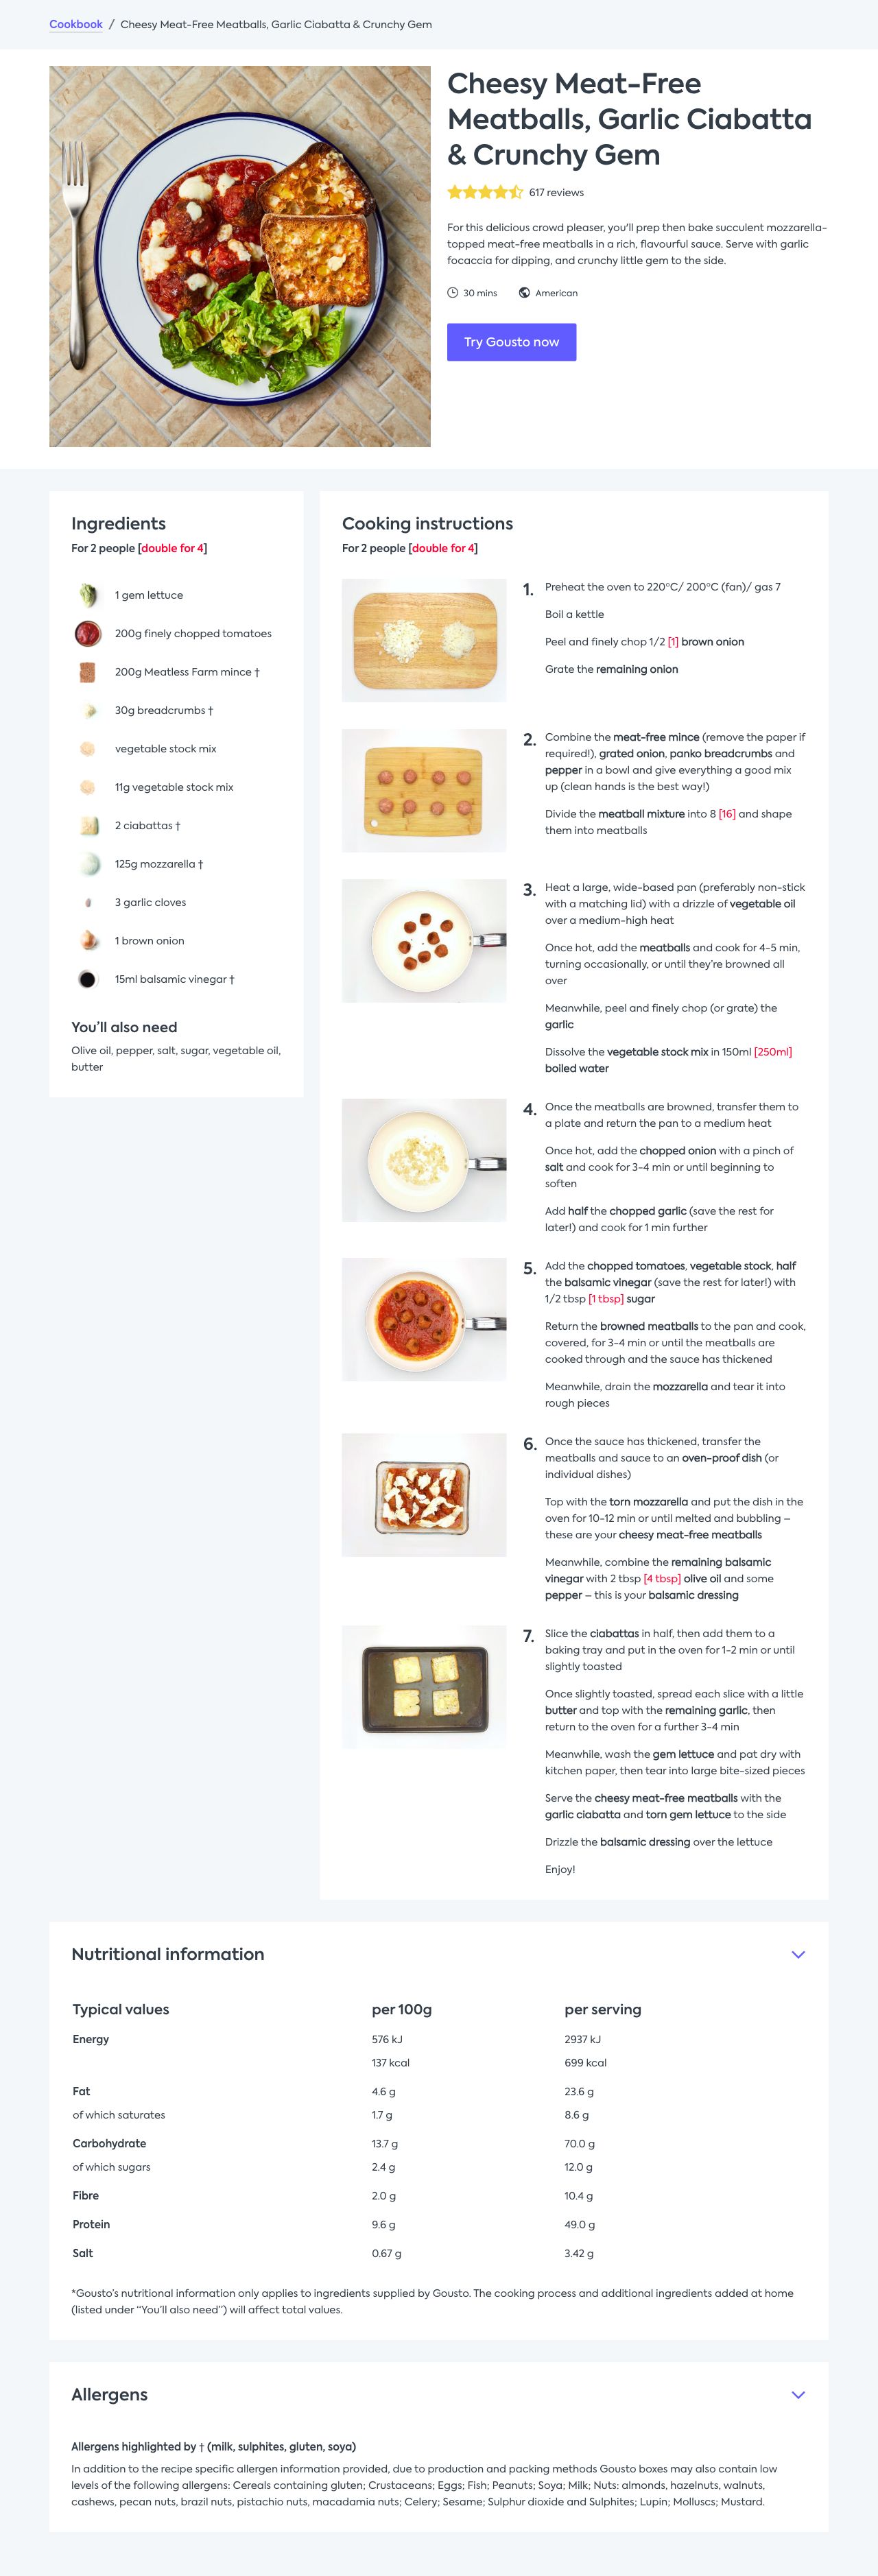 Cookbook / Cheesy Meat-Free Meatballs, Garlic Ciabatta & Crunchy Gem
Cheesy Meat-Free
Meatballs, Garlic Ciabatta
& Crunchy Gem
617 reviews
For this delicious crowd pleaser, you'll prep then bake succulent mozzarella-
topped meat-free meatballs in a rich, flavourful sauce. Serve with garlic
focaccia for dipping, and crunchy little gem to the side.
30 mins American
Try Gousto now
Ingredients
For 2 people [double for 4]
1 gem lettuce
200g finely chopped tomatoes
200g Meatless Farm mince †
30g breadcrumbs †
vegetable stock mix
11g vegetable stock mix
2 ciabattas †
125g mozzarella †
3 garlic cloves
1 brown onion
15ml balsamic vinegar †
You'll also need
Olive oil, pepper, salt, sugar, vegetable oil,
butter
Cooking instructions
For 2 people [double for 4]
1. Preheat the oven to 220°C/ 200°C (fan)/ gas 7
Boil a kettle
Peel and finely chop 1/2 [1] brown onion
Grate the remaining onion
2. Combine the meat-free mince (remove the paper if
required!), grated onion, panko breadcrumbs and
pepper in a bowl and give everything a good mix
up (clean hands is the best way!)
Divide the meatball mixture into 8 [16] and shape
them into meatballs
3. Heat a large, wide-based pan (preferably non-stick
with a matching lid) with a drizzle of vegetable oil
over a medium-high heat
Once hot, add the meatballs and cook for 4-5 min,
turning occasionally, or until they're browned all
over
Meanwhile, peel and finely chop (or grate) the
garlic
Dissolve the vegetable stock mix in 150ml [250ml]
boiled water
4. Once the meatballs are browned, transfer them to
a plate and return the pan to a medium heat
Once hot, add the chopped onion with a pinch of
salt and cook for 3-4 min or until beginning to
soften
Add half the chopped garlic (save the rest for
later!) and cook for 1 min further
5. Add the chopped tomatoes, vegetable stock, half
the balsamic vinegar (save the rest for later!) with
1/2 tbsp [1 tbsp] sugar
Return the browned meatballs to the pan and cook,
covered, for 3-4 min or until the meatballs are
cooked through and the sauce has thickened
Meanwhile, drain the mozzarella and tear it into
rough pieces
6. Once the sauce has thickened, transfer the
meatballs and sauce to an oven-proof dish (or
individual dishes)
Top with the torn mozzarella and put the dish in the
oven for 10-12 min or until melted and bubbling –
these are your cheesy meat-free meatballs
Meanwhile, combine the remaining balsamic
vinegar with 2 tbsp [4 tbsp] olive oil and some
pepper – this is your balsamic dressing
7. Slice the ciabattas in half, then add them to a
baking tray and put in the oven for 1-2 min or until
slightly toasted
Once slightly toasted, spread each slice with a little
butter and top with the remaining garlic, then
return to the oven for a further 3-4 min
Meanwhile, wash the gem lettuce and pat dry with
kitchen paper, then tear into large bite-sized pieces
Serve the cheesy meat-free meatballs with the
garlic ciabatta and torn gem lettuce to the side
Drizzle the balsamic dressing over the lettuce
Enjoy!
Nutritional information
Typical values per 100g per serving
Energy 576 kJ 2937 kJ
137 kcal 699 kcal
Fat 4.6 g 23.6 g
of which saturates 1.7 g 8.6 g
Carbohydrate 13.7 g 70.0 g
of which sugars 2.4 g 12.0 g
Fibre 2.0 g 10.4 g
Protein 9.6 g 49.0 g
Salt 0.67 g 3.42 g
*Gousto's nutritional information only applies to ingredients supplied by Gousto. The cooking process and additional ingredients added at home
(listed under "You'll also need") will affect total values.
Allergens
Allergens highlighted by † (milk, sulphites, gluten, soya)
In addition to the recipe specific allergen information provided, due to production and packing methods Gousto boxes may also contain low
levels of the following allergens: Cereals containing gluten; Crustaceans; Eggs; Fish; Peanuts; Soya; Milk; Nuts: almonds, hazelnuts, walnuts,
cashews, pecan nuts, brazil nuts, pistachio nuts, macadamia nuts; Celery; Sesame; Sulphur dioxide and Sulphites; Lupin; Molluscs; Mustard.